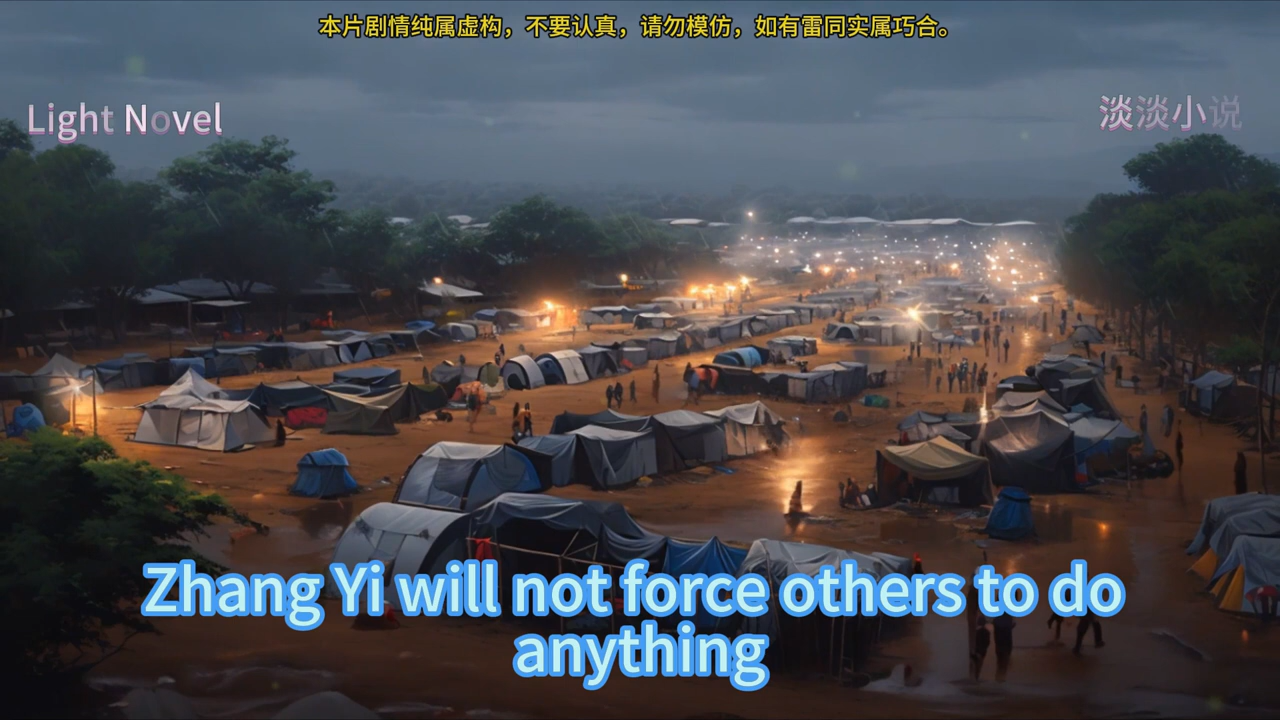 本片剧情纯属虚构，不要认真，请勿模仿，如有雷同实属巧合。
Light Novel
淡淡小说
Zhang Yi will not force others to do
anything